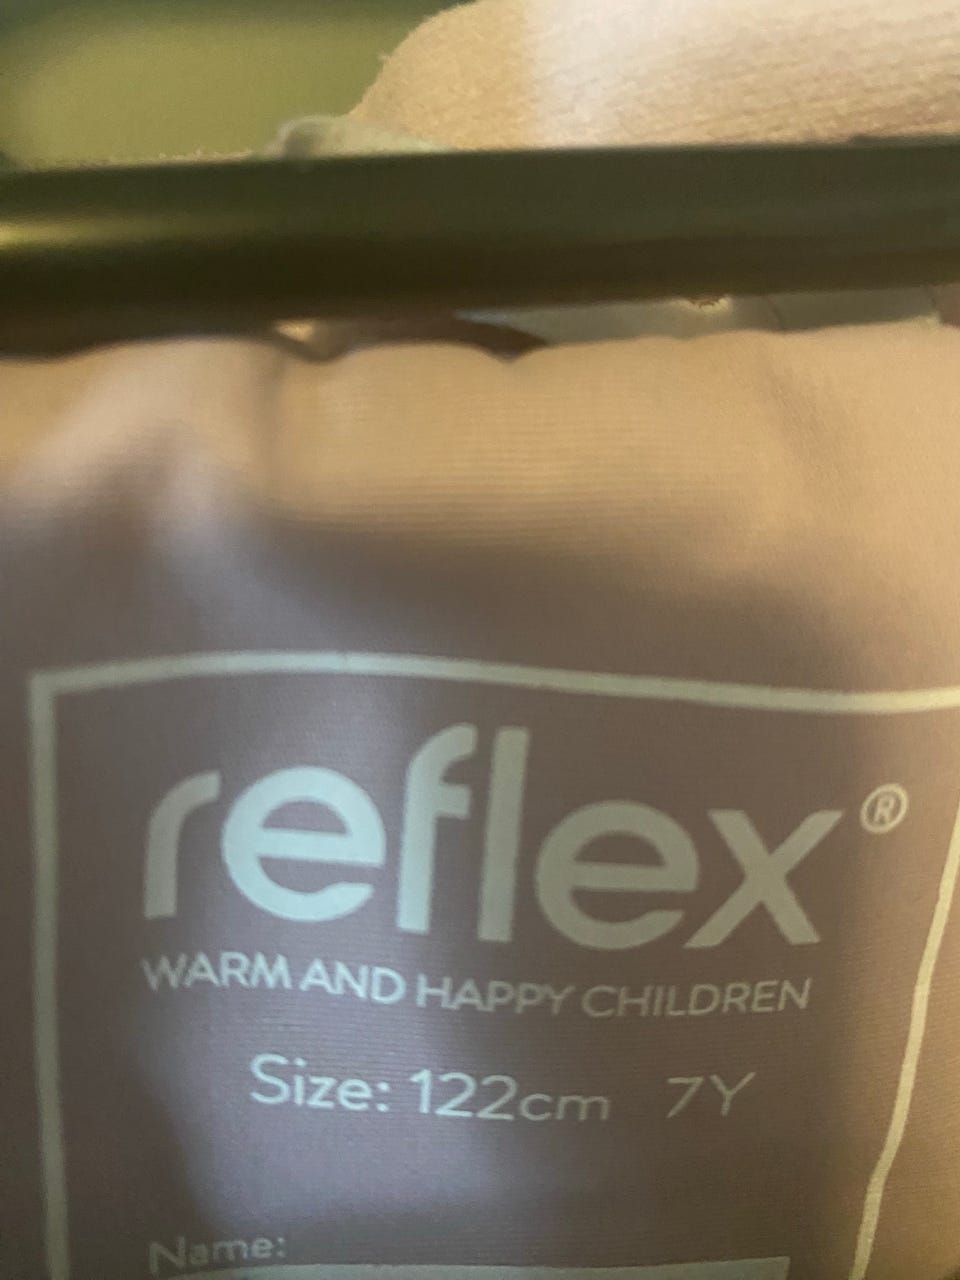 reflex®
WARM AND HAPPY CHILDREN
Size: 122cm 7Y
Name: